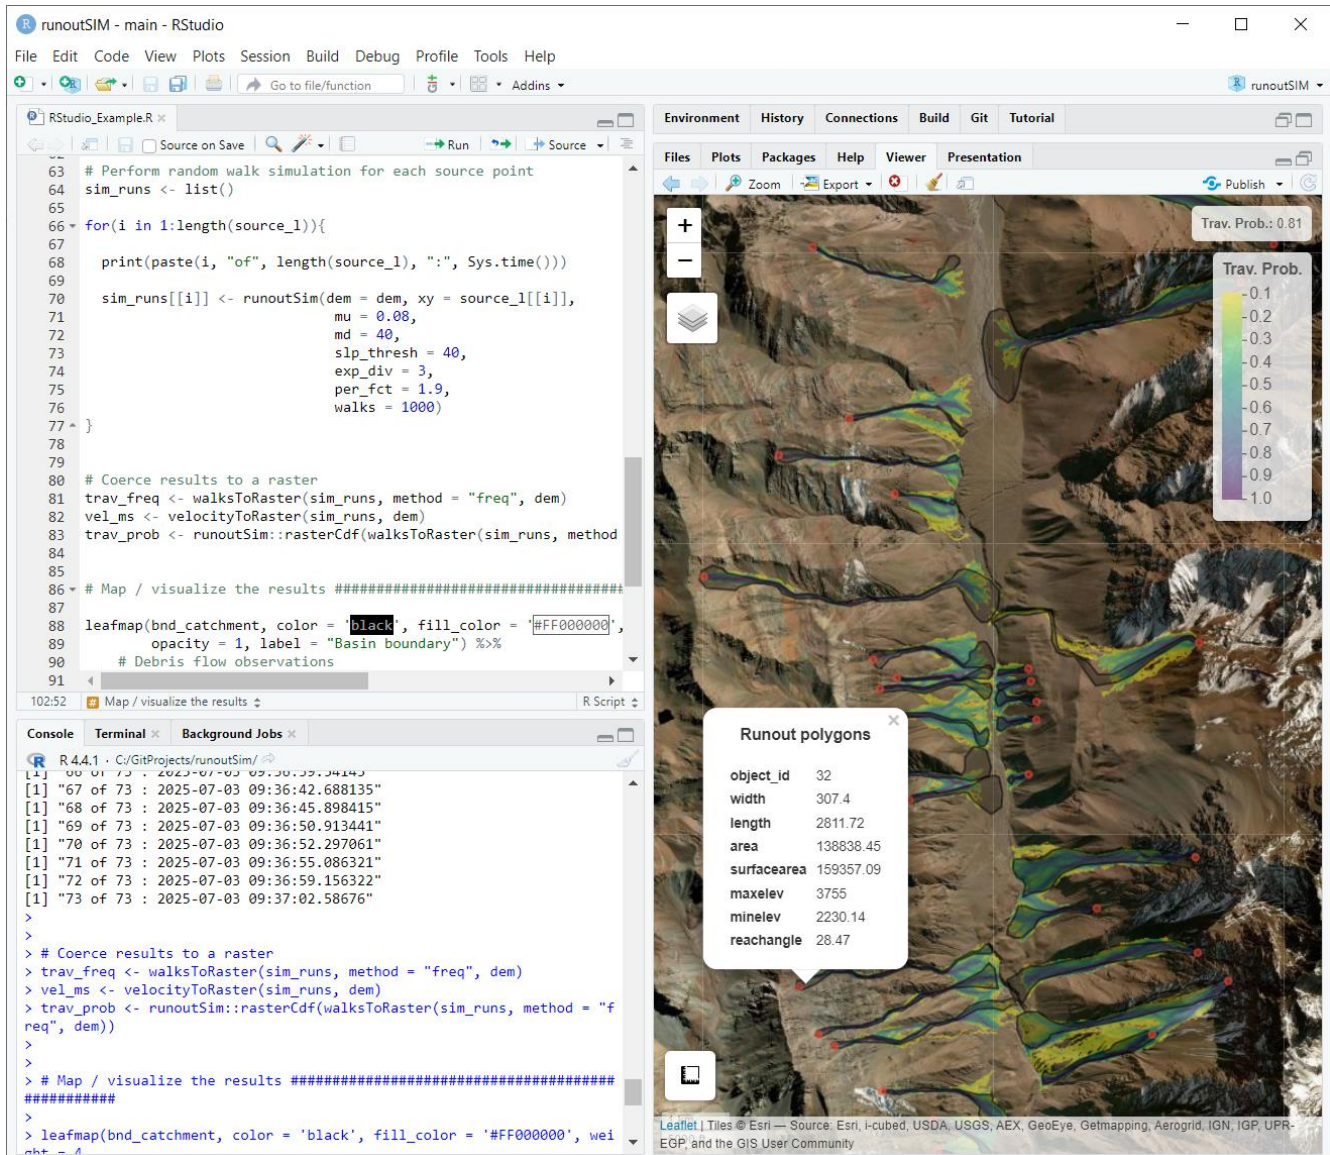 runoutSIM - main - RStudio
File Edit Code View Plots Session Build Debug Profile Tools Help
Go to file/function Addins runoutSIM
RStudio_Example.R
Source on Save Run Source
63 # Perform random walk simulation for each source point
64 sim_runs <- list()
65
66 for(i in 1:length(source_l)){
67
68 print(paste(i, "of", length(source_l), ":", Sys.time()))
69
70 sim_runs[[i]] <- runoutSim(dem = dem, xy = source_l[[i]],
71 mu = 0.08,
72 md = 40,
73 slp_thresh = 40,
74 exp_div = 3,
75 per_fct = 1.9,
76 walks = 1000)
77 }
78
79
80 # Coerce results to a raster
81 trav_freq <- walksToRaster(sim_runs, method = "freq", dem)
82 vel_ms <- velocityToRaster(sim_runs, dem)
83 trav_prob <- runoutSim::rasterCdf(walksToRaster(sim_runs, method
84
85
86 # Map / visualize the results ###################################
87
88 leafmap(bnd_catchment, color = 'black', fill_color = '#FF000000',
89 opacity = 1, label = "Basin boundary") %>%
90 # Debris flow observations
91
102:52 # Map / visualize the results R Script
Console Terminal Background Jobs
R 4.4.1 · C:/GitProjects/runoutSim/
[1] "67 of 73 : 2025-07-03 09:36:42.688135"
[1] "68 of 73 : 2025-07-03 09:36:45.898415"
[1] "69 of 73 : 2025-07-03 09:36:50.913441"
[1] "70 of 73 : 2025-07-03 09:36:52.297061"
[1] "71 of 73 : 2025-07-03 09:36:55.086321"
[1] "72 of 73 : 2025-07-03 09:36:59.156322"
[1] "73 of 73 : 2025-07-03 09:37:02.58676"
>
>
> # Coerce results to a raster
> trav_freq <- walksToRaster(sim_runs, method = "freq", dem)
> vel_ms <- velocityToRaster(sim_runs, dem)
> trav_prob <- runoutSim::rasterCdf(walksToRaster(sim_runs, method = "f
req", dem))
>
>
> # Map / visualize the results #######################################
###########
>
> leafmap(bnd_catchment, color = 'black', fill_color = '#FF000000', wei
ght = 4,
Environment History Connections Build Git Tutorial
Files Plots Packages Help Viewer Presentation
Zoom Export Publish
+
−
Trav. Prob.: 0.81
Trav. Prob.
0.1
0.2
0.3
0.4
0.5
0.6
0.7
0.8
0.9
1.0
Runout polygons
object_id 32
width 307.4
length 2811.72
area 138838.45
surfacearea 159357.09
maxelev 3755
minelev 2230.14
reachangle 28.47
Leaflet | Tiles © Esri — Source: Esri, i-cubed, USDA, USGS, AEX, GeoEye, Getmapping, Aerogrid, IGN, IGP, UPR-
EGP, and the GIS User Community